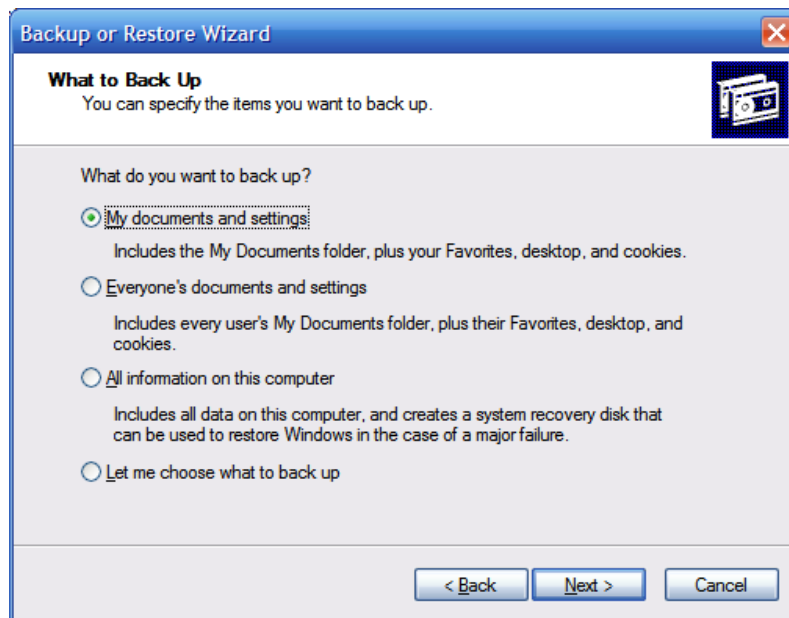 Backup or Restore Wizard
What to Back Up
You can specify the items you want to back up.
What do you want to back up?
My documents and settings
Includes the My Documents folder, plus your Favorites, desktop, and cookies.
Everyone's documents and settings
Includes every user's My Documents folder, plus their Favorites, desktop, and
cookies.
All information on this computer
Includes all data on this computer, and creates a system recovery disk that
can be used to restore Windows in the case of a major failure.
Let me choose what to back up
< Back Next > Cancel